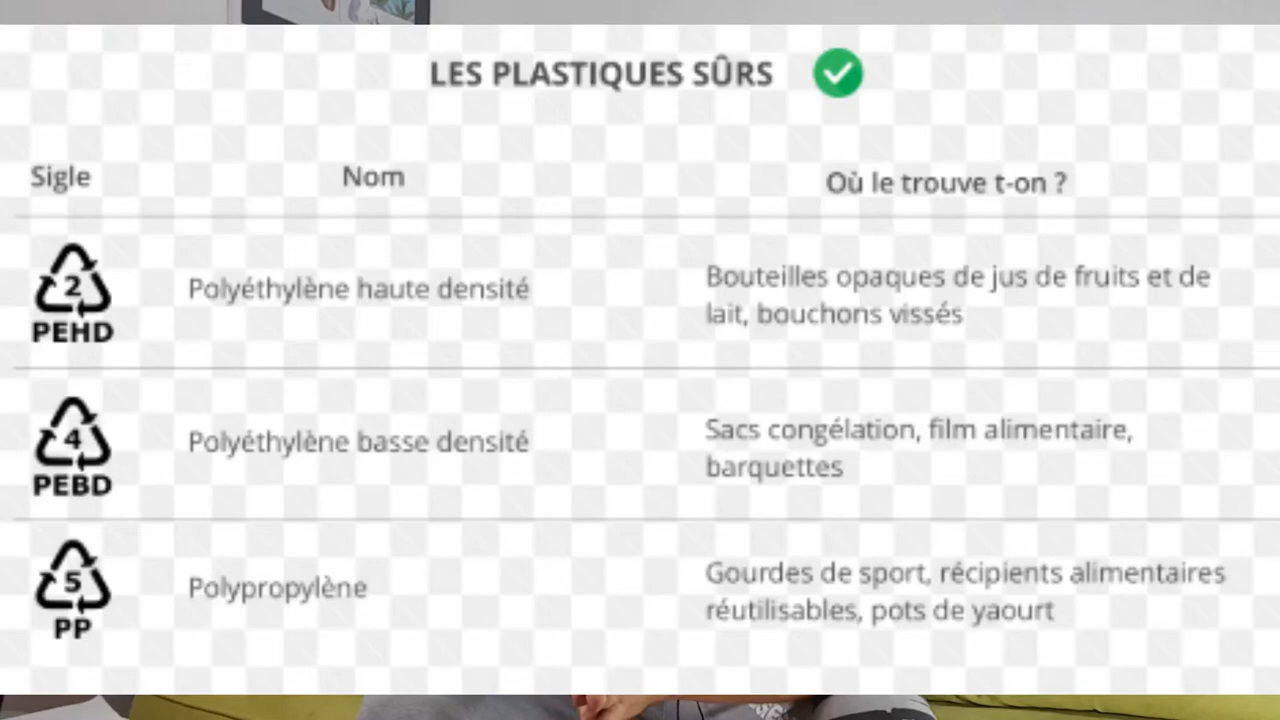 LES PLASTIQUES SÛRS
Sigle Nom Où le trouve t-on ?
2
PEHD
Polyéthylène haute densité
Bouteilles opaques de jus de fruits et de
lait, bouchons vissés
4
PEBD
Polyéthylène basse densité
Sacs congélation, film alimentaire,
barquettes
5
PP
Polypropylène
Gourdes de sport, récipients alimentaires
réutilisables, pots de yaourt